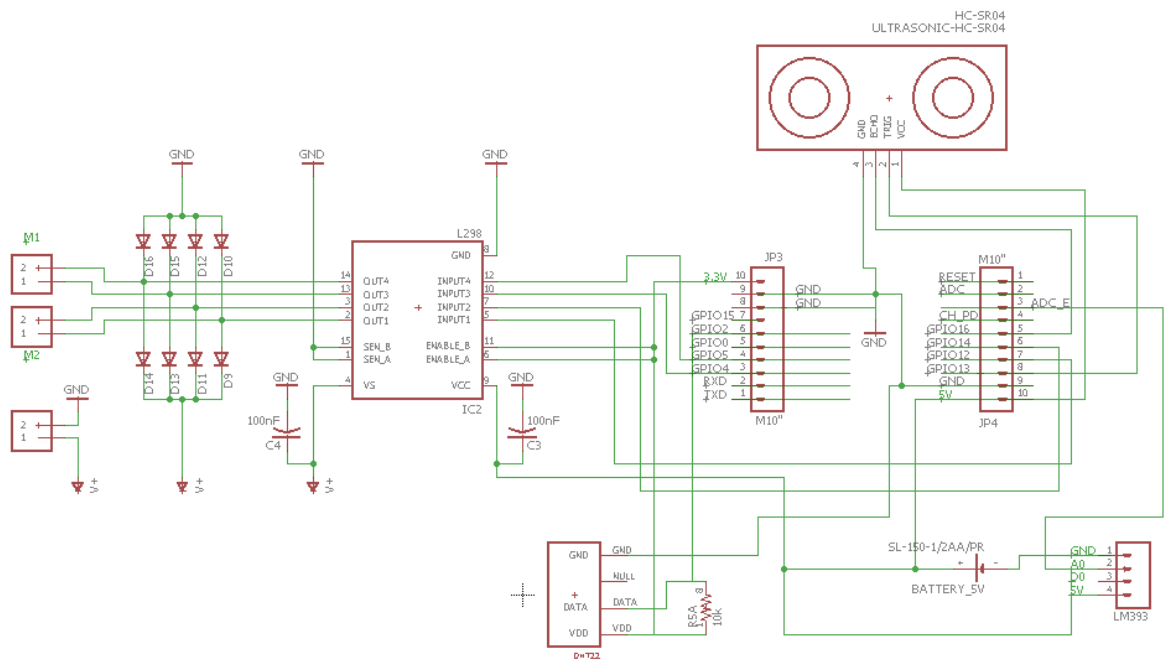 HC-SR04
ULTRASONIC-HC-SR04
GND
ECHO
TRIG
VCC
4
3
2
1
GND
GND
GND
M1
2
1
2
1
M2
D16
D15
D12
D10
D14
D13
D11
D9
GND
2
1
V+
V+
V+
L298
GND 8
14 OUT4
13 OUT3
3 OUT2
2 OUT1
15 SEN_B
1 SEN_A
4 VS
INPUT4 12
INPUT3 10
INPUT2 7
INPUT1 5
ENABLE_B 11
ENABLE_A 6
VCC 9
IC2
GND
100nF
C4
GND
100nF
C3
JP3
3.3V 10
9 GND
8 GND
GPIO15 7
GPIO2 6
GPIO0 5
GPIO5 4
GPIO4 3
RXD 2
TXD 1
M10"
GND
M10"
RESET 1
ADC 2
3 ADC_E
CH_PD 4
GPIO16 5
GPIO14 6
GPIO12 7
GPIO13 8
GND 9
5V 10
JP4
GND GND
NULL
DATA DATA
VDD VDD
DHT22
R5A
8
1
10k
SL-150-1/2AA/PR
+ -
BATTERY_5V
GND 1
A0 2
D0 3
5V 4
LM393